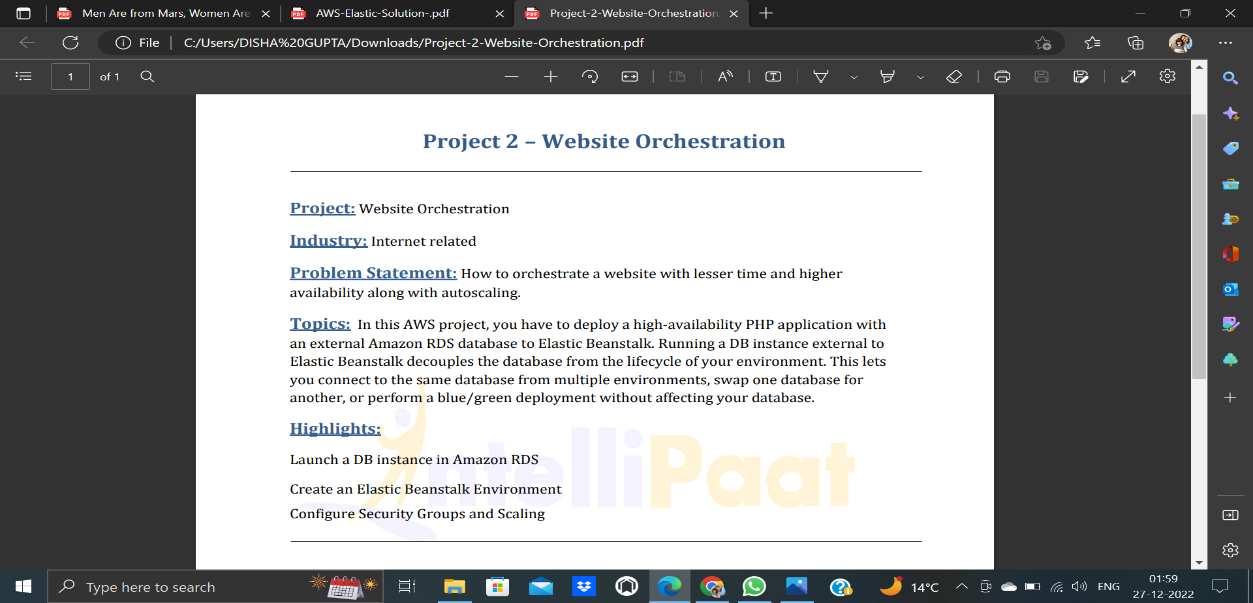 Men Are from Mars, Women Are
AWS-Elastic-Solution-.pdf
Project-2-Website-Orchestration.
File
C:/Users/DISHA%20GUPTA/Downloads/Project-2-Website-Orchestration.pdf
1
of 1
Project 2 – Website Orchestration
Project: Website Orchestration
Industry: Internet related
Problem Statement: How to orchestrate a website with lesser time and higher
availability along with autoscaling.
Topics: In this AWS project, you have to deploy a high-availability PHP application with
an external Amazon RDS database to Elastic Beanstalk. Running a DB instance external to
Elastic Beanstalk decouples the database from the lifecycle of your environment. This lets
you connect to the same database from multiple environments, swap one database for
another, or perform a blue/green deployment without affecting your database.
Highlights:
Launch a DB instance in Amazon RDS
Create an Elastic Beanstalk Environment
Configure Security Groups and Scaling
intelliPaat
Type here to search
14°C
ENG
01:59
27-12-2022